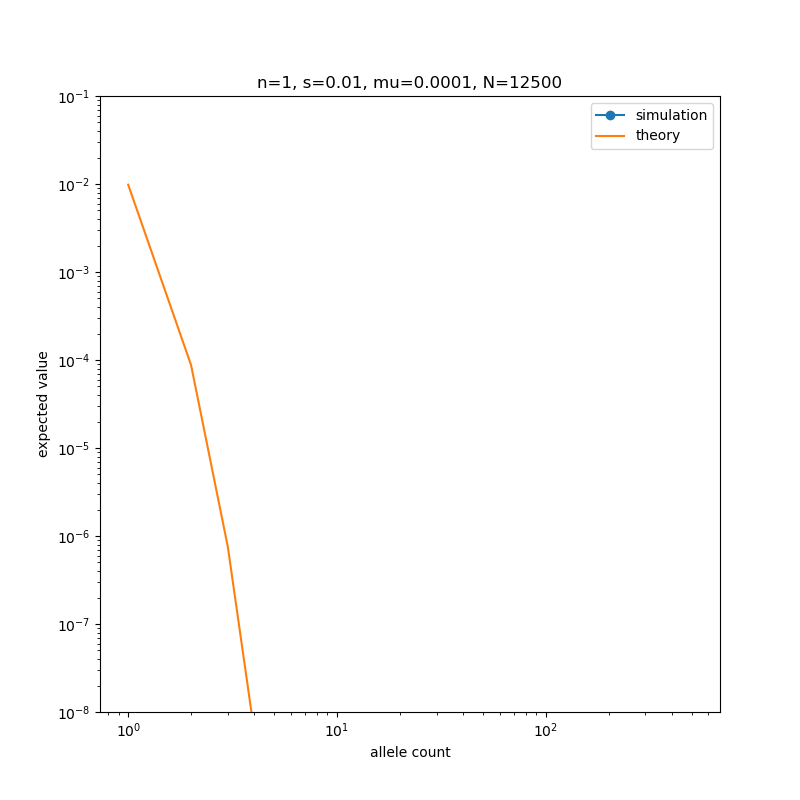 n=1, s=0.01, mu=0.0001, N=12500
simulation
theory
10⁻¹
10⁻²
10⁻³
10⁻⁴
10⁻⁵
10⁻⁶
10⁻⁷
10⁻⁸
expected value
10⁰
10¹
10²
allele count